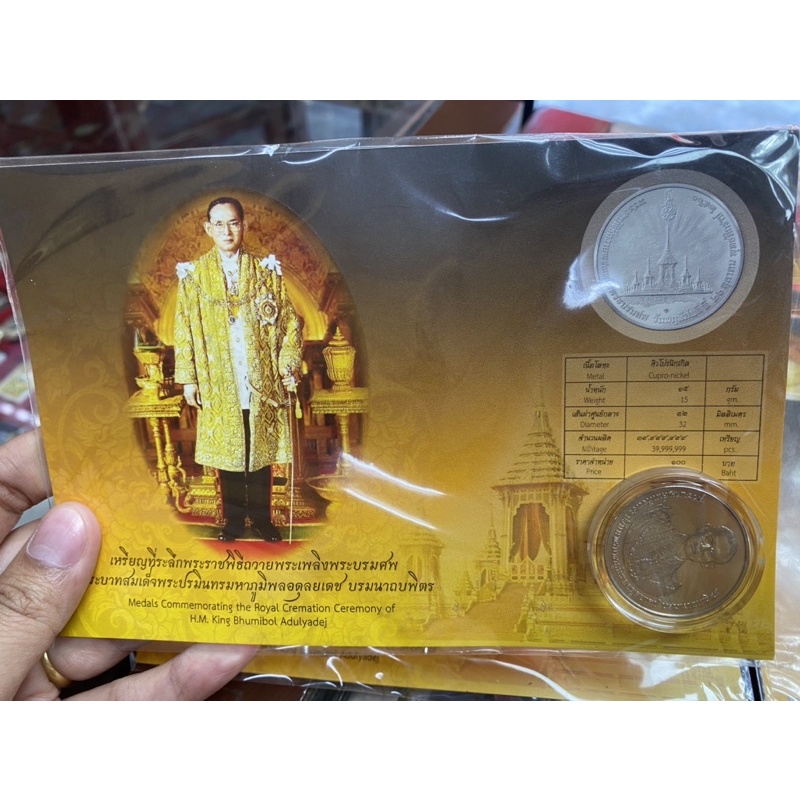 เหรียญที่ระลึกพระราชพิธีถวายพระเพลิงพระบรมศพ
ระบาทสมเด็จพระปรมินทรมหาภูมิพลอดุลยเดช บรมนาถบพิตร
Medals Commemorating the Royal Cremation Ceremony of
H.M. King Bhumibol Adulyadej
เนื้อโลหะ คิวโปรนิกเกิล
Metal Cupro-nickel
น้ำหนัก ๑๕ กรัม
Weight 15 gm.
เส้นผ่าศูนย์กลาง ๓๒ มิลลิเมตร
Diameter 32 mm.
จำนวนผลิต ๓๙,๙๙๙,๙๙๙ เหรียญ
Mintage 39,999,999 pcs.
ราคาจำหน่าย ๑๐๐ บาท
Price Baht